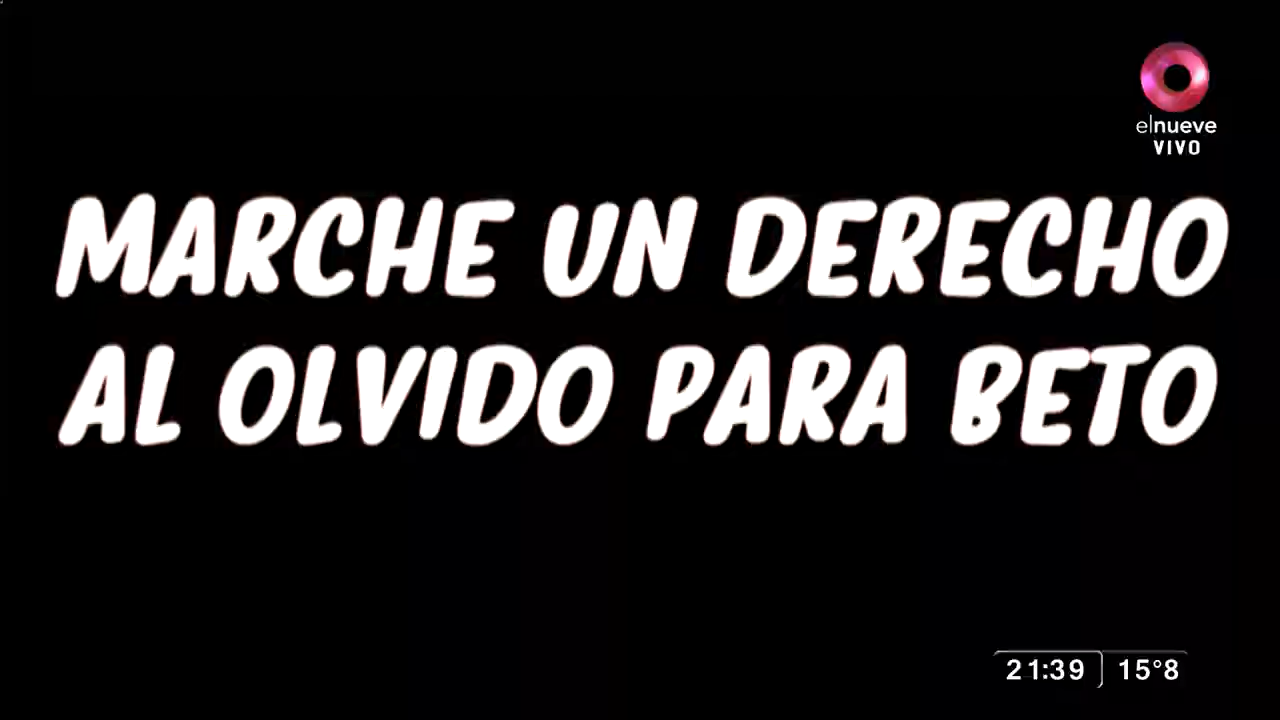 elnueve
VIVO
MARCHE UN DERECHO
AL OLVIDO PARA BETO
21:39 15°8